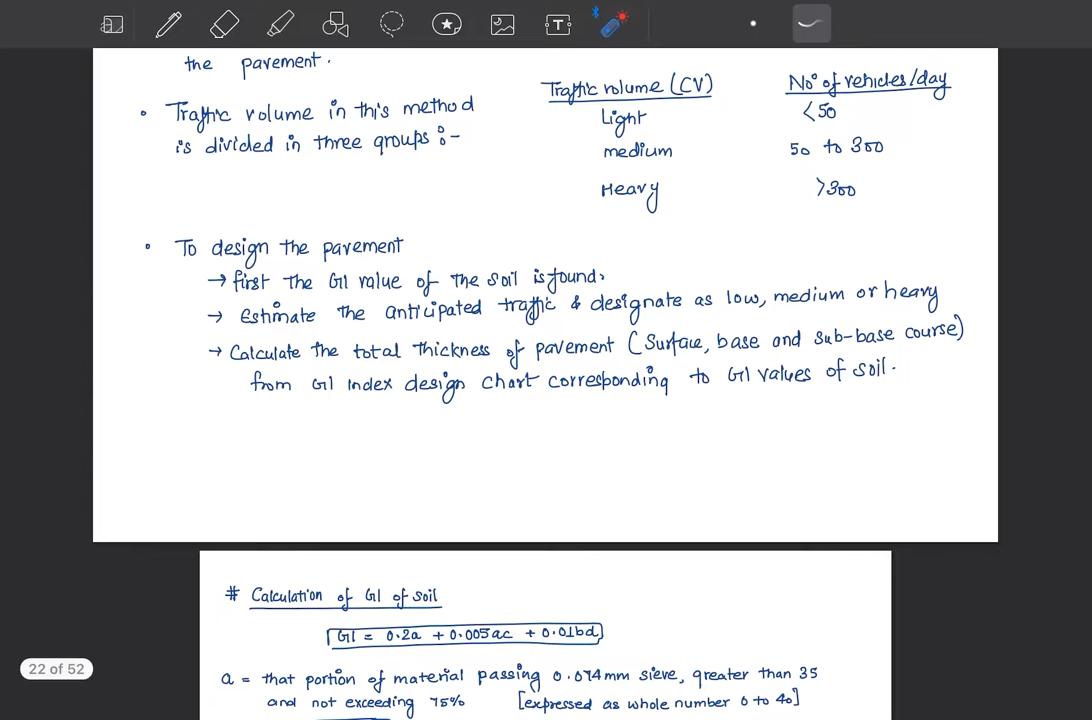 the pavement.
• Traffic volume in this method
is divided in three groups :-
Traffic volume (CV) No of vehicles/day
Light <50
medium 50 to 300
Heavy >300
• To design the pavement
→ first the GI value of the soil is found.
→ Estimate the anticipated traffic & designate as low, medium or heavy
→ Calculate the total thickness of pavement (Surface, base and sub-base course)
from GI index design chart corresponding to GI values of soil.
# Calculation of GI of soil
GI = 0.2a + 0.005ac + 0.01bd
22 of 52
a = that portion of material passing 0.074mm sieve, greater than 35
and not exceeding 75% [expressed as whole number 0 to 40]